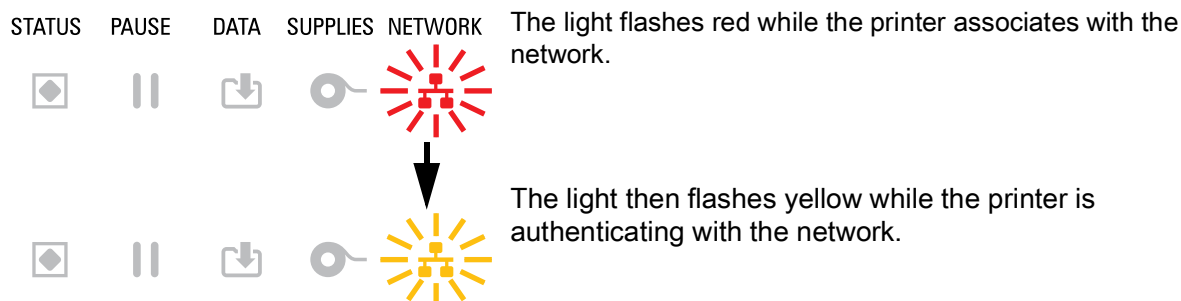 STATUS PAUSE DATA SUPPLIES NETWORK
The light flashes red while the printer associates with the
network.
The light then flashes yellow while the printer is
authenticating with the network.